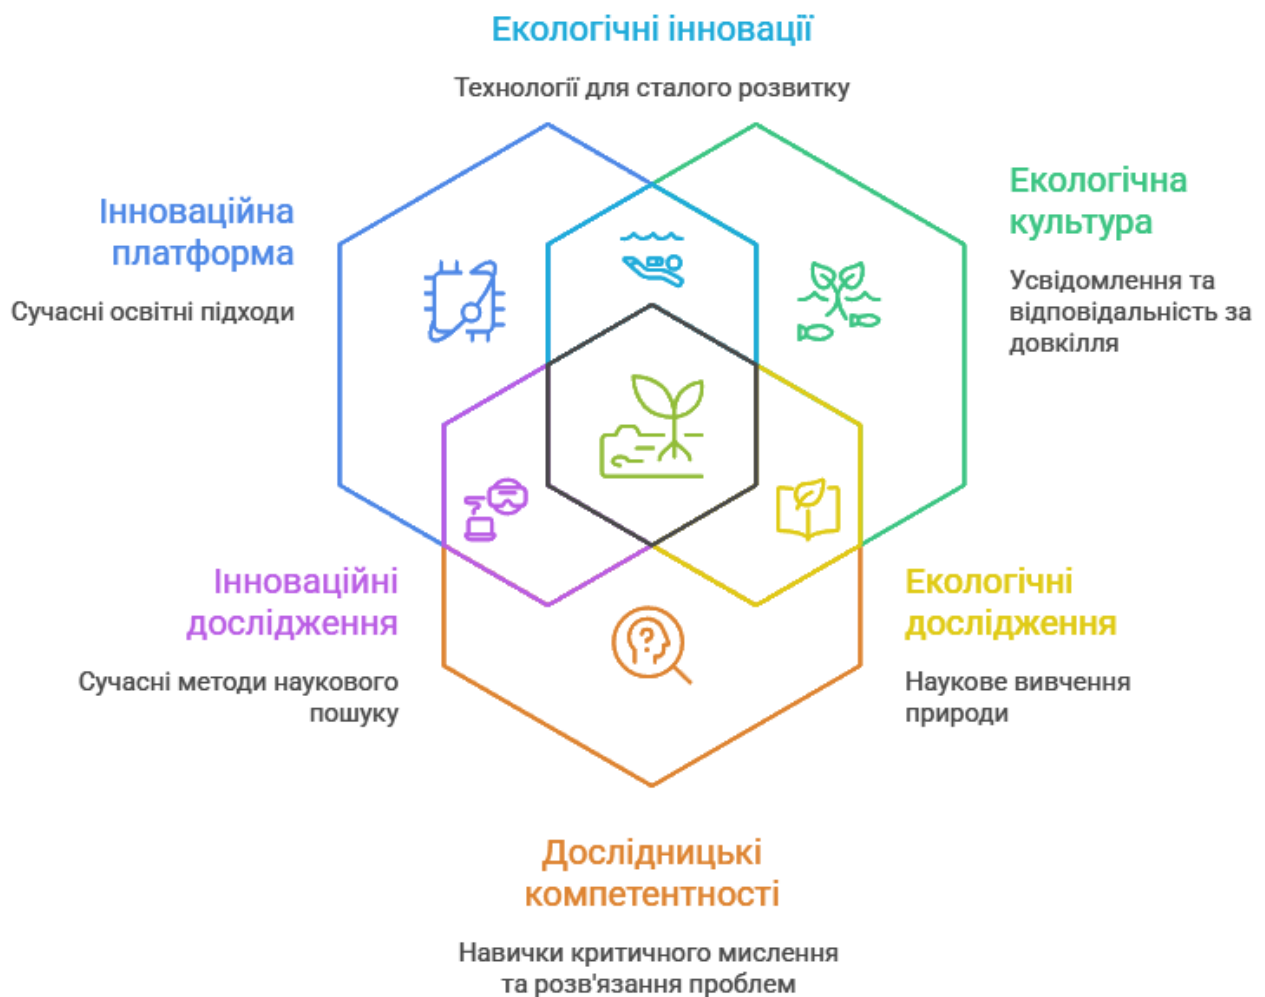 Екологічні інновації
Технології для сталого розвитку
Інноваційна
платформа
Сучасні освітні підходи
Екологічна
культура
Усвідомлення та
відповідальність за
довкілля
Інноваційні
дослідження
Сучасні методи наукового
пошуку
Екологічні
дослідження
Наукове вивчення
природи
Дослідницькі
компетентності
Навички критичного мислення
та розв'язання проблем